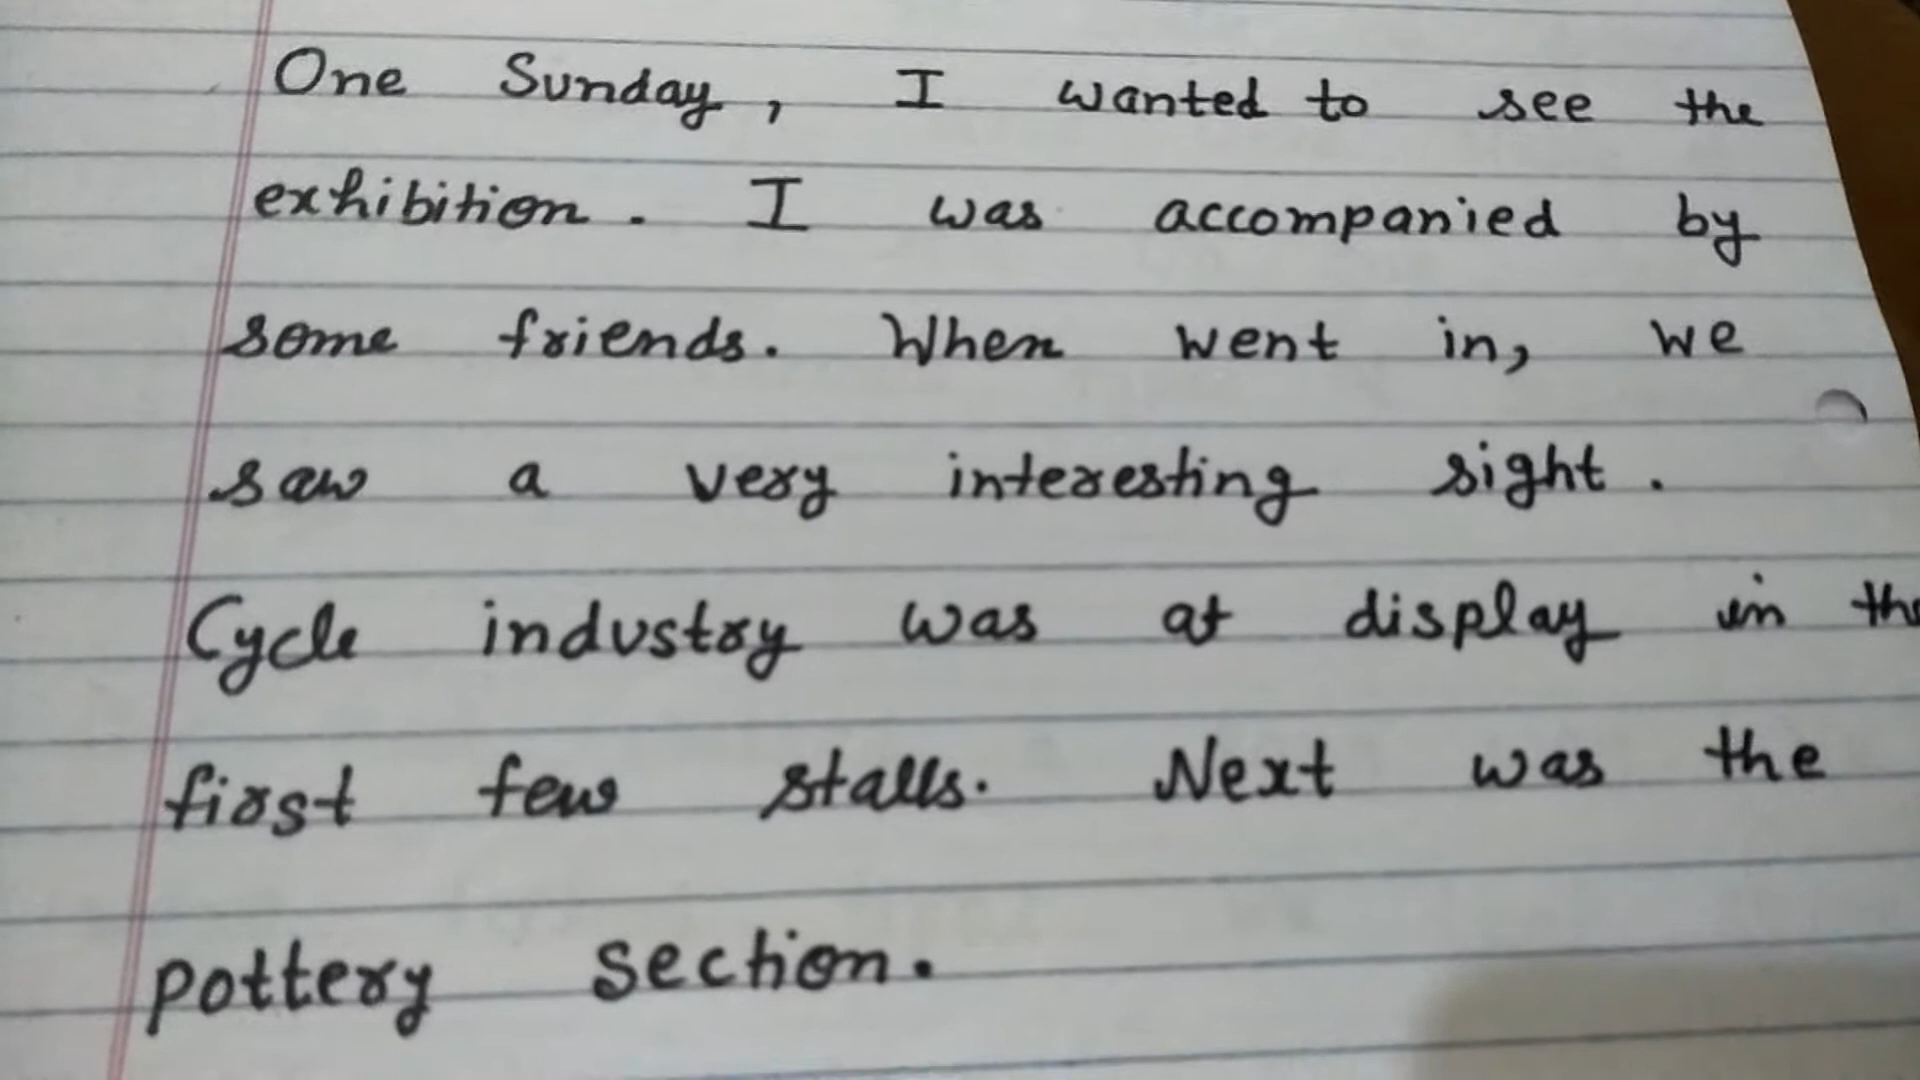 One Sunday, I wanted to see the
exhibition. I was accompanied by
some friends. When went in, we
saw a very interesting sight.
Cycle industry was at display in the
first few stalls. Next was the
pottery section.